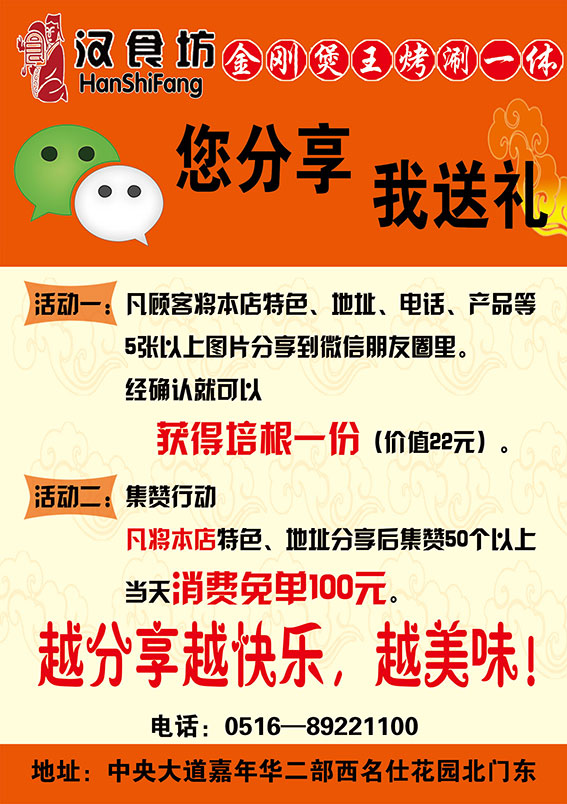 汉食坊
HanShiFang
金刚煲王烤涮一体
您分享
我送礼
活动一：凡顾客将本店特色、地址、电话、产品等
5张以上图片分享到微信朋友圈里。
经确认就可以
获得培根一份（价值22元）。
活动二：集赞行动
凡将本店特色、地址分享后集赞50个以上
当天消费免单100元。
越分享越快乐，越美味！
电话：0516—89221100
地址：中央大道嘉年华二部西名仕花园北门东